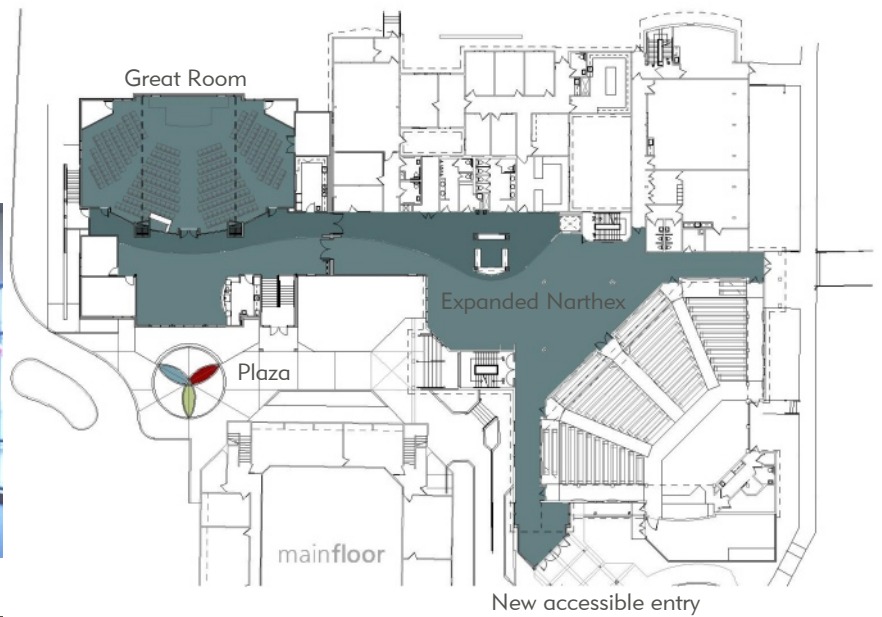 Great Room
Expanded Narthex
Plaza
mainfloor
New accessible entry